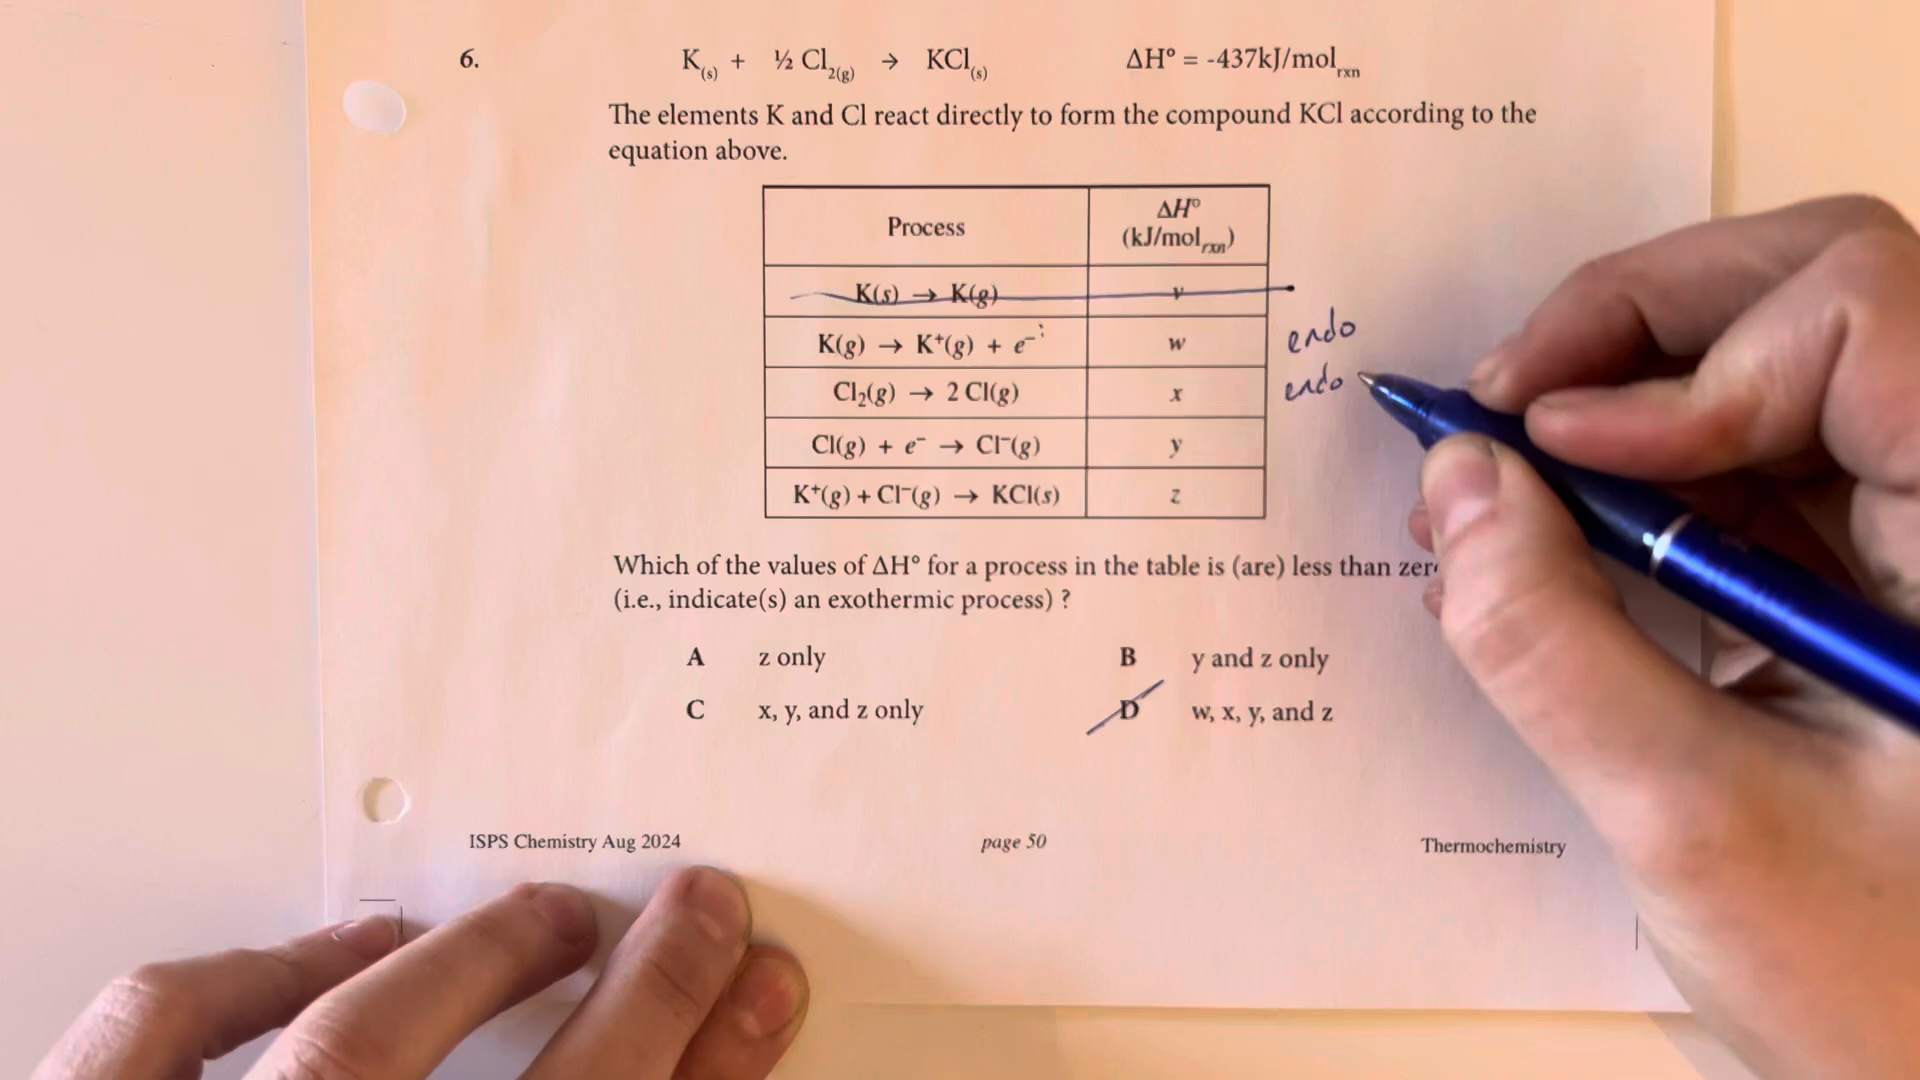 6. K(s) + ½ Cl2(g) → KCl(s) ΔH° = -437kJ/molrxn
The elements K and Cl react directly to form the compound KCl according to the
equation above.
Process ΔH° (kJ/molrxn)
K(s) → K(g) v
K(g) → K⁺(g) + e⁻ w endo
Cl₂(g) → 2 Cl(g) x endo
Cl(g) + e⁻ → Cl⁻(g) y
K⁺(g) + Cl⁻(g) → KCl(s) z
Which of the values of ΔH° for a process in the table is (are) less than
(i.e., indicate(s) an exothermic process) ?
A z only B y and z only
C x, y, and z only D w, x, y, and z
ISPS Chemistry Aug 2024 page 50 Thermochemistry